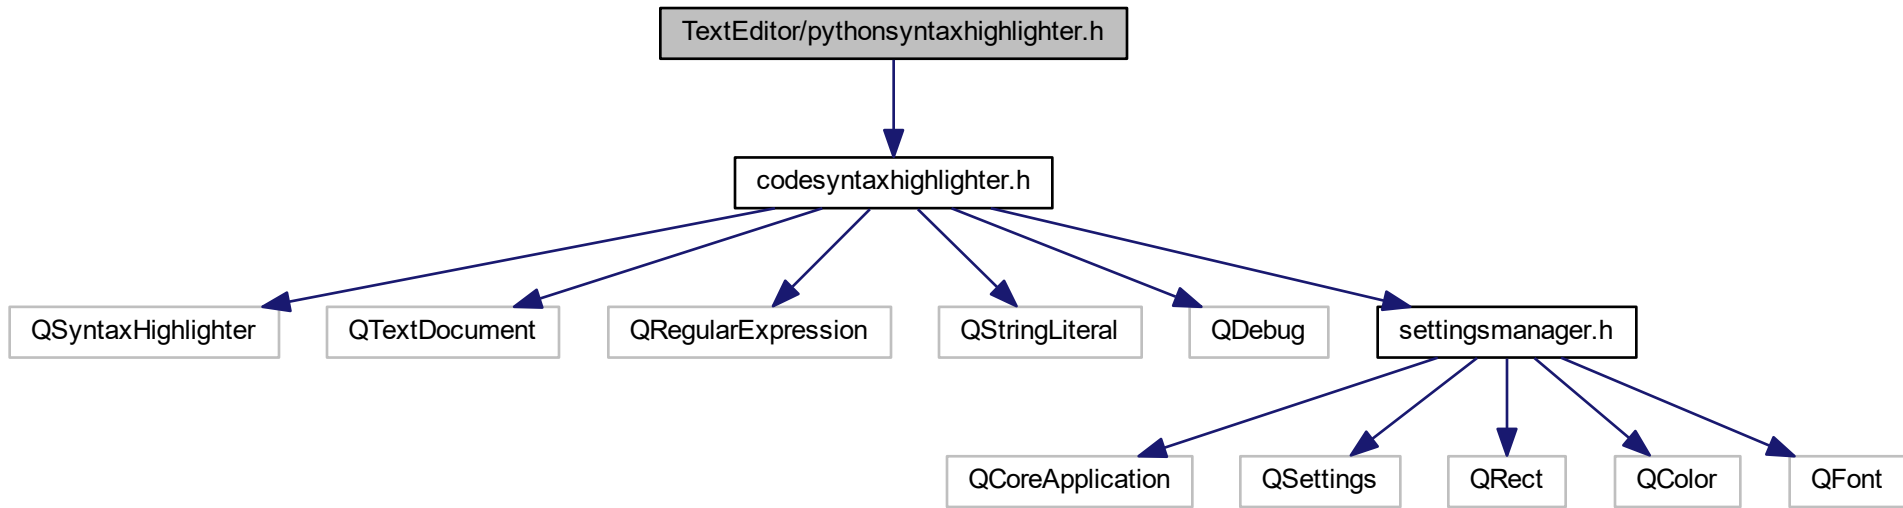 TextEditor/pythonsyntaxhighlighter.h
codesyntaxhighlighter.h
QSyntaxHighlighter
QTextDocument
QRegularExpression
QStringLiteral
QDebug
settingsmanager.h
QCoreApplication
QSettings
QRect
QColor
QFont